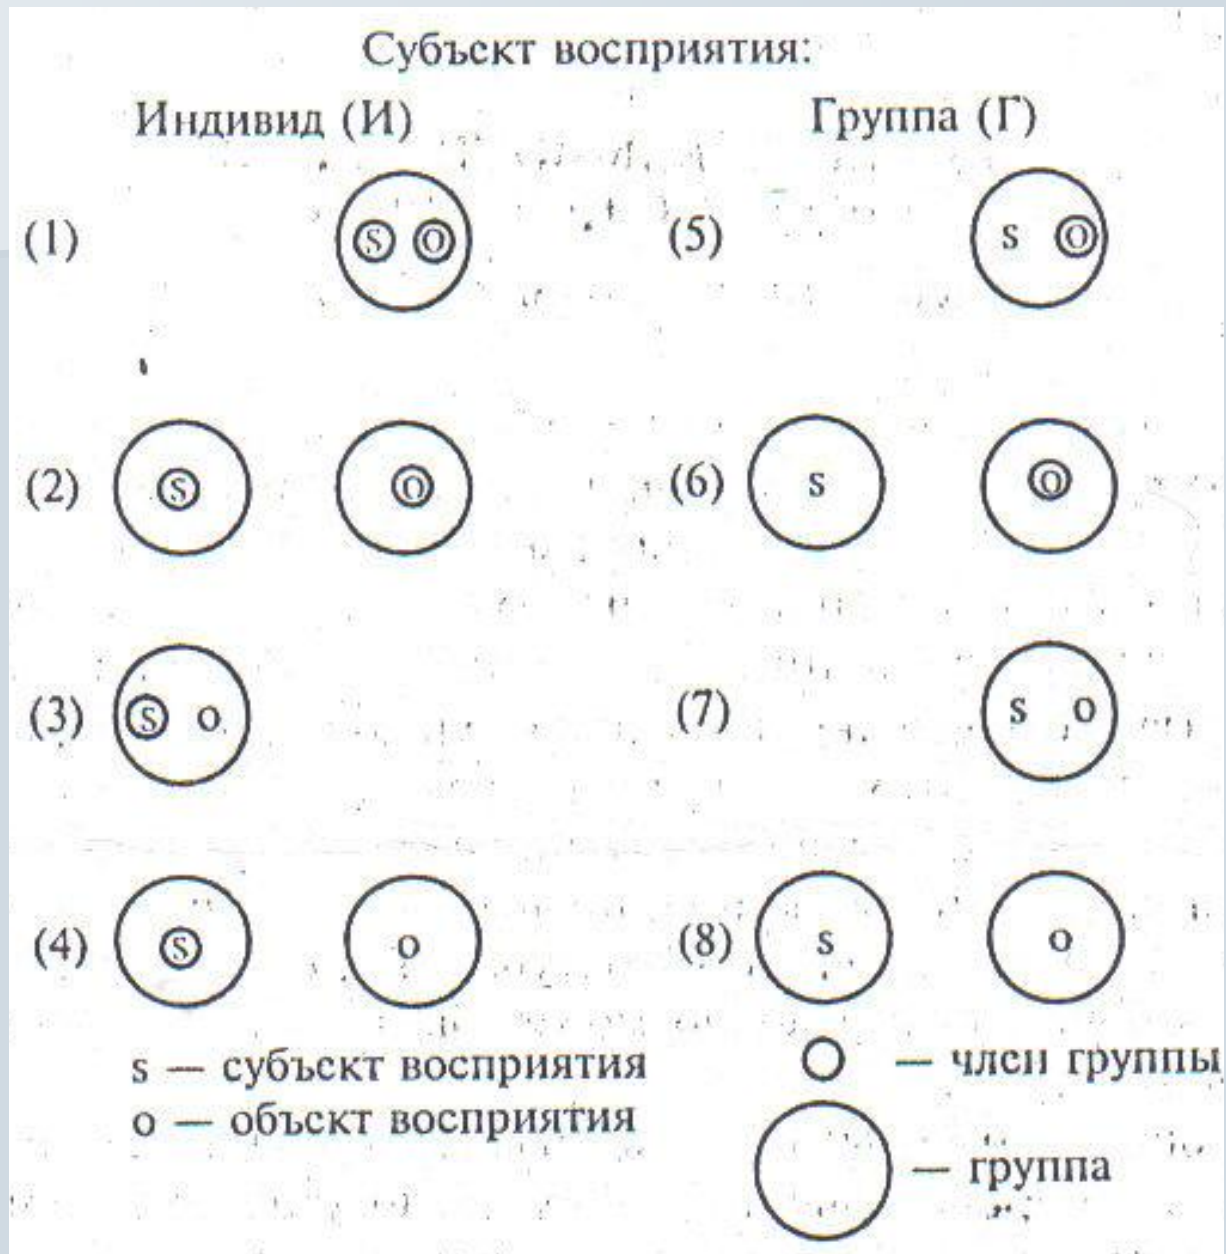 Субъект восприятия:
Индивид (И) Группа (Г)
(1) S O (5) s O
(2) S O (6) s O
(3) S o (7) s o
(4) S o (8) s o
s — субъект восприятия
о — объект восприятия
— член группы
— группа